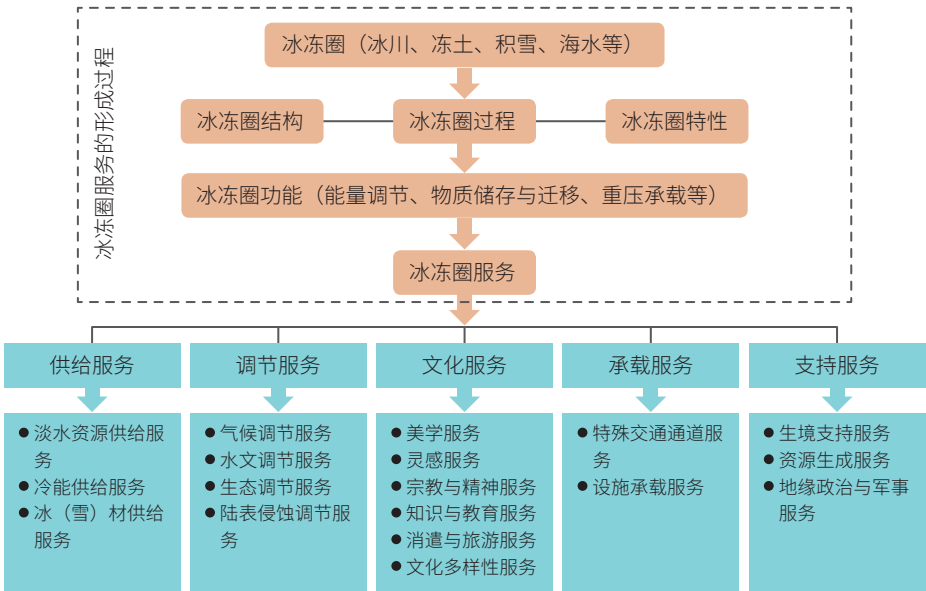 冰冻圈服务的形成过程
冰冻圈（冰川、冻土、积雪、海水等）
冰冻圈结构
冰冻圈过程
冰冻圈特性
冰冻圈功能（能量调节、物质储存与迁移、重压承载等）
冰冻圈服务
供给服务
调节服务
文化服务
承载服务
支持服务
● 淡水资源供给服
务
● 冷能供给服务
● 冰（雪）材供给
服务
● 气候调节服务
● 水文调节服务
● 生态调节服务
● 陆表侵蚀调节服
务
● 美学服务
● 灵感服务
● 宗教与精神服务
● 知识与教育服务
● 消遣与旅游服务
● 文化多样性服务
● 特殊交通通道服
务
● 设施承载服务
● 生境支持服务
● 资源生成服务
● 地缘政治与军事
服务